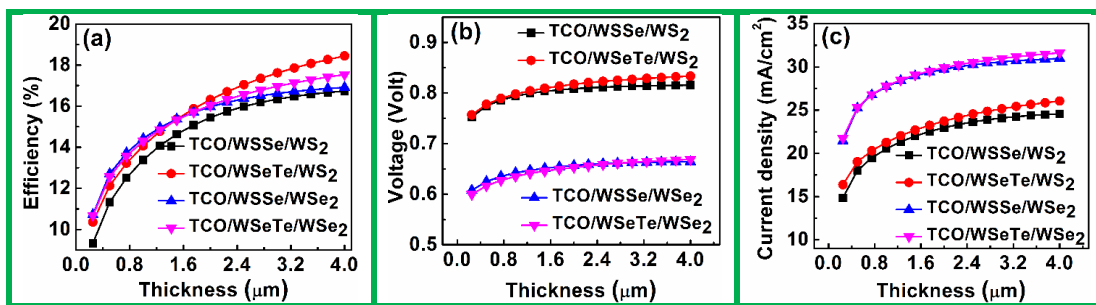 (a)
Efficiency (%)
20
18
16
14
12
10
TCO/WSSe/WS2
TCO/WSeTe/WS2
TCO/WSSe/WSe2
TCO/WSeTe/WSe2
0.0 0.8 1.6 2.4 3.2 4.0
Thickness (μm)
(b)
Voltage (Volt)
0.9
0.8
0.7
0.6
0.5
TCO/WSSe/WS2
TCO/WSeTe/WS2
TCO/WSSe/WSe2
TCO/WSeTe/WSe2
0.0 0.8 1.6 2.4 3.2 4.0
Thickness (μm)
(c)
Current density (mA/cm2
35
30
25
20
15
10
TCO/WSSe/WS2
TCO/WSeTe/WS2
TCO/WSSe/WSe2
TCO/WSeTe/WSe2
0.0 0.8 1.6 2.4 3.2 4.0
Thickness (μm)